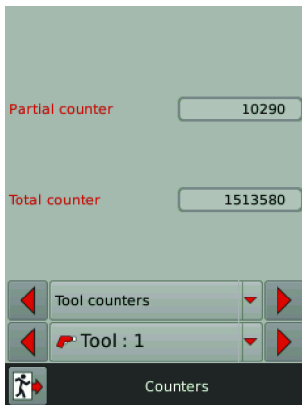 Partial counter 10290
Total counter 1513580
Tool counters
Tool : 1
Counters